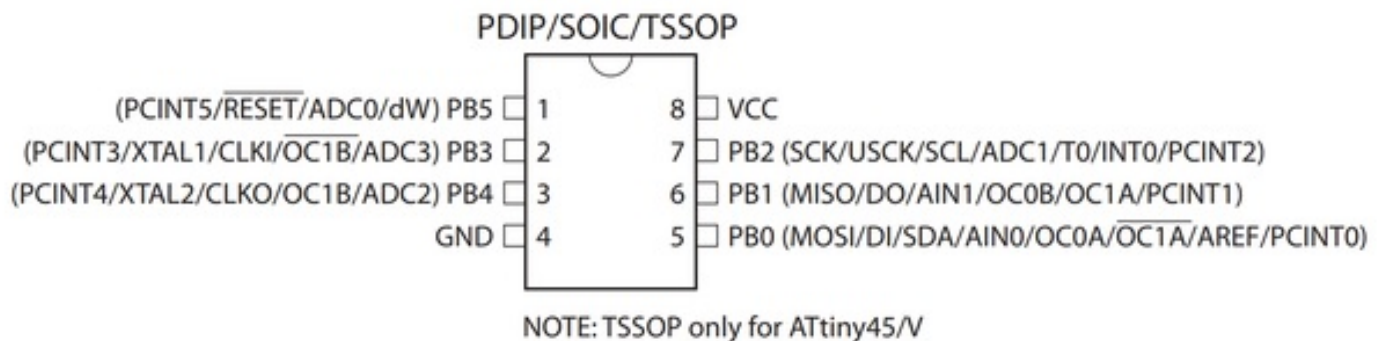 PDIP/SOIC/TSSOP
(PCINT5/RESET/ADC0/dW) PB5 1 8 VCC
(PCINT3/XTAL1/CLKI/OC1B/ADC3) PB3 2 7 PB2 (SCK/USCK/SCL/ADC1/T0/INT0/PCINT2)
(PCINT4/XTAL2/CLKO/OC1B/ADC2) PB4 3 6 PB1 (MISO/DO/AIN1/OC0B/OC1A/PCINT1)
GND 4 5 PB0 (MOSI/DI/SDA/AIN0/OC0A/OC1A/AREF/PCINT0)
NOTE: TSSOP only for ATtiny45/V